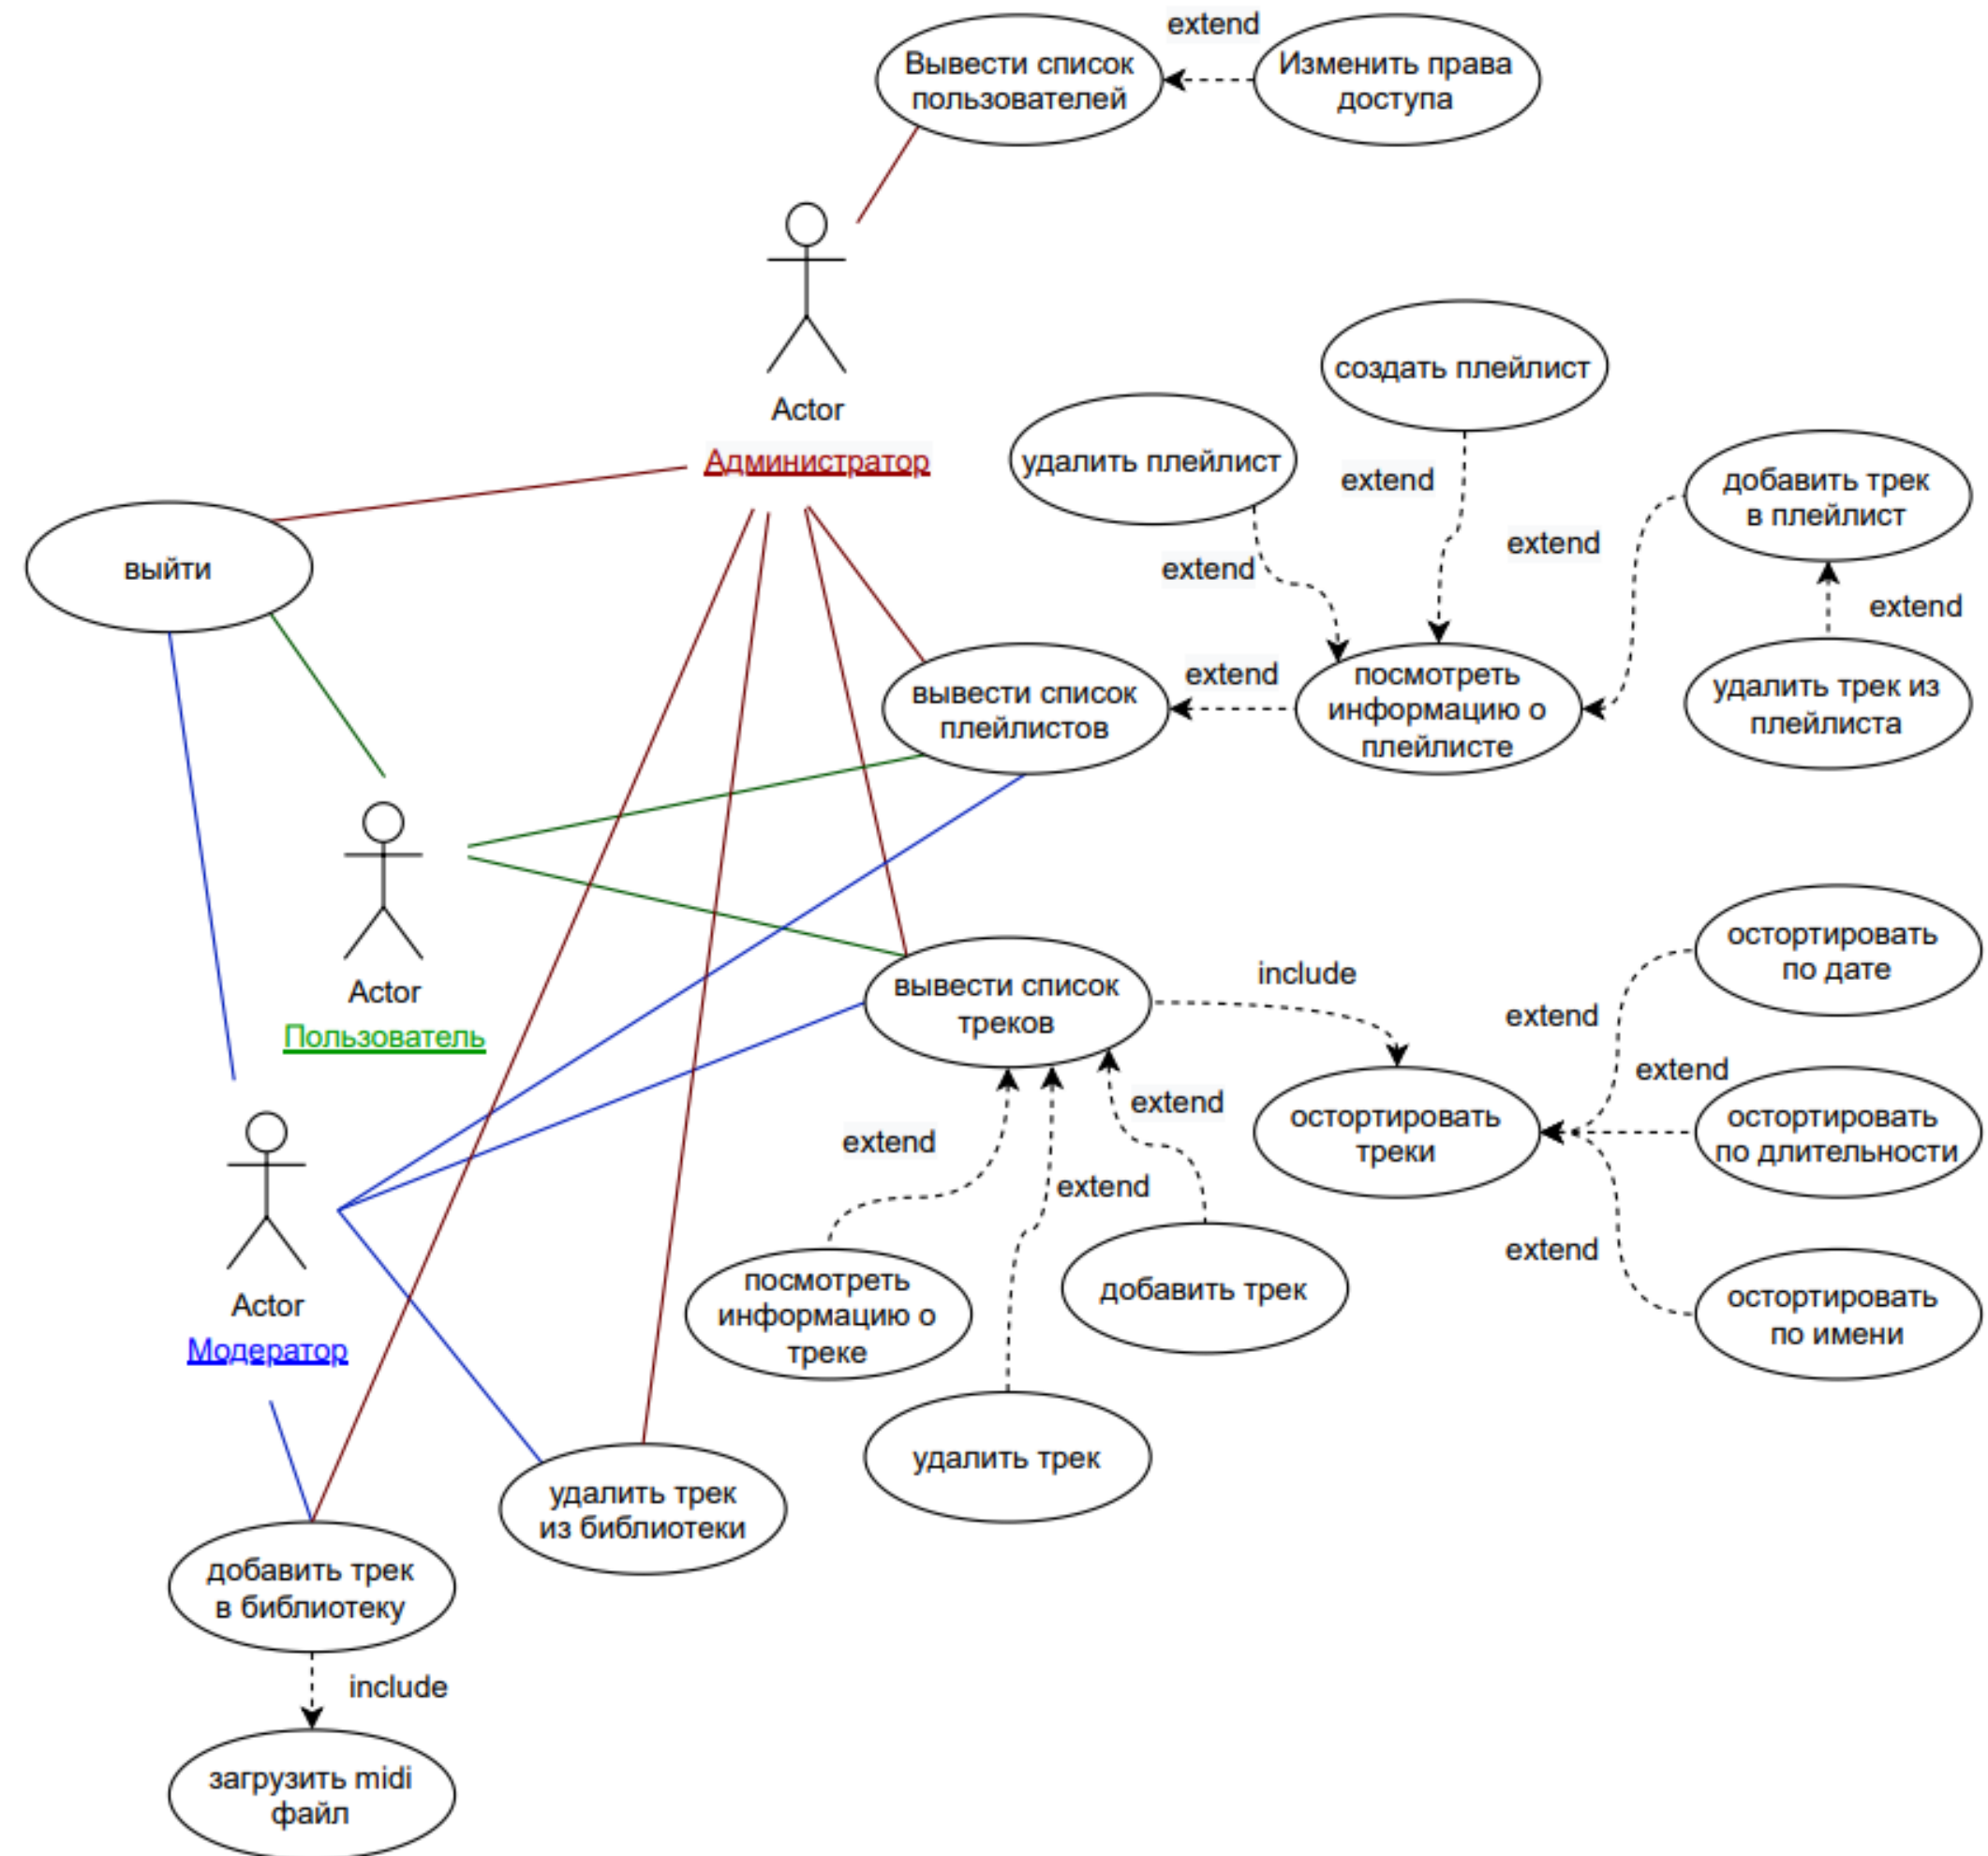 extend
Вывести список
пользователей
Изменить права
доступа
Actor
Администратор
создать плейлист
удалить плейлист
extend
добавить трек
в плейлист
extend
extend
extend
выйти
вывести список
плейлистов
extend
посмотреть
информацию о
плейлисте
удалить трек из
плейлиста
Actor
Пользователь
вывести список
треков
include
остортировать
по дате
extend
extend
остортировать
треки
остортировать
по длительности
extend
остортировать
по имени
extend
extend
extend
посмотреть
информацию о
треке
добавить трек
удалить трек
Actor
Модератор
удалить трек
из библиотеки
добавить трек
в библиотеку
include
загрузить midi
файл